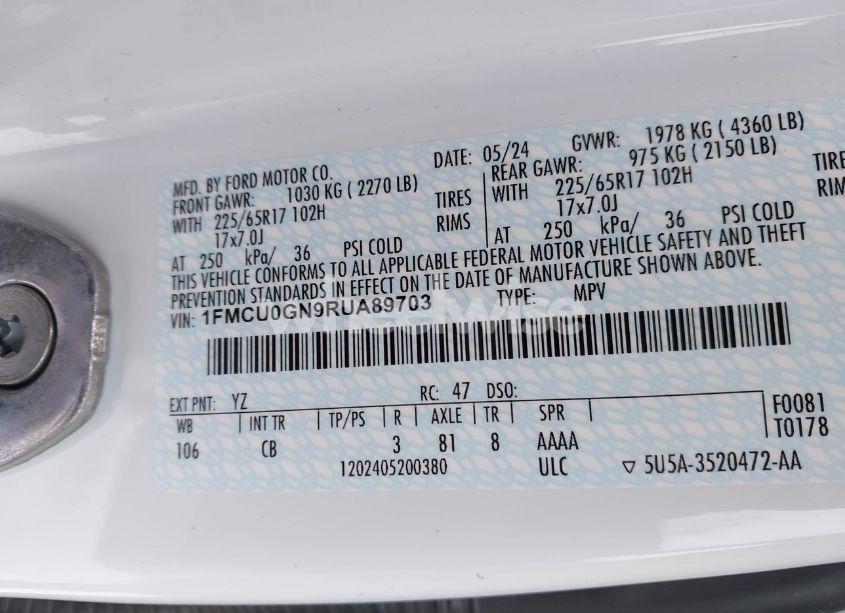 MFD. BY FORD MOTOR CO.
DATE: 05/24
GVWR: 1978 KG ( 4360 LB)
FRONT GAWR: 1030 KG ( 2270 LB)
REAR GAWR: 975 KG ( 2150 LB)
WITH 225/65R17 102H TIRES
WITH 225/65R17 102H TIRES
17x7.0J RIMS
17x7.0J RIMS
AT 250 kPa/ 36 PSI COLD
AT 250 kPa/ 36 PSI COLD
THIS VEHICLE CONFORMS TO ALL APPLICABLE FEDERAL MOTOR VEHICLE SAFETY AND THEFT
PREVENTION STANDARDS IN EFFECT ON THE DATE OF MANUFACTURE SHOWN ABOVE.
VIN: 1FMCU0GN9RUA89703 TYPE: MPV
wheelwise
EXT PNT: YZ RC: 47 DSO:
WB INT TR TP/PS R AXLE TR SPR
106 CB 3 81 8 AAAA
F0081
T0178
1202405200380 ULC ▽ 5U5A-3520472-AA